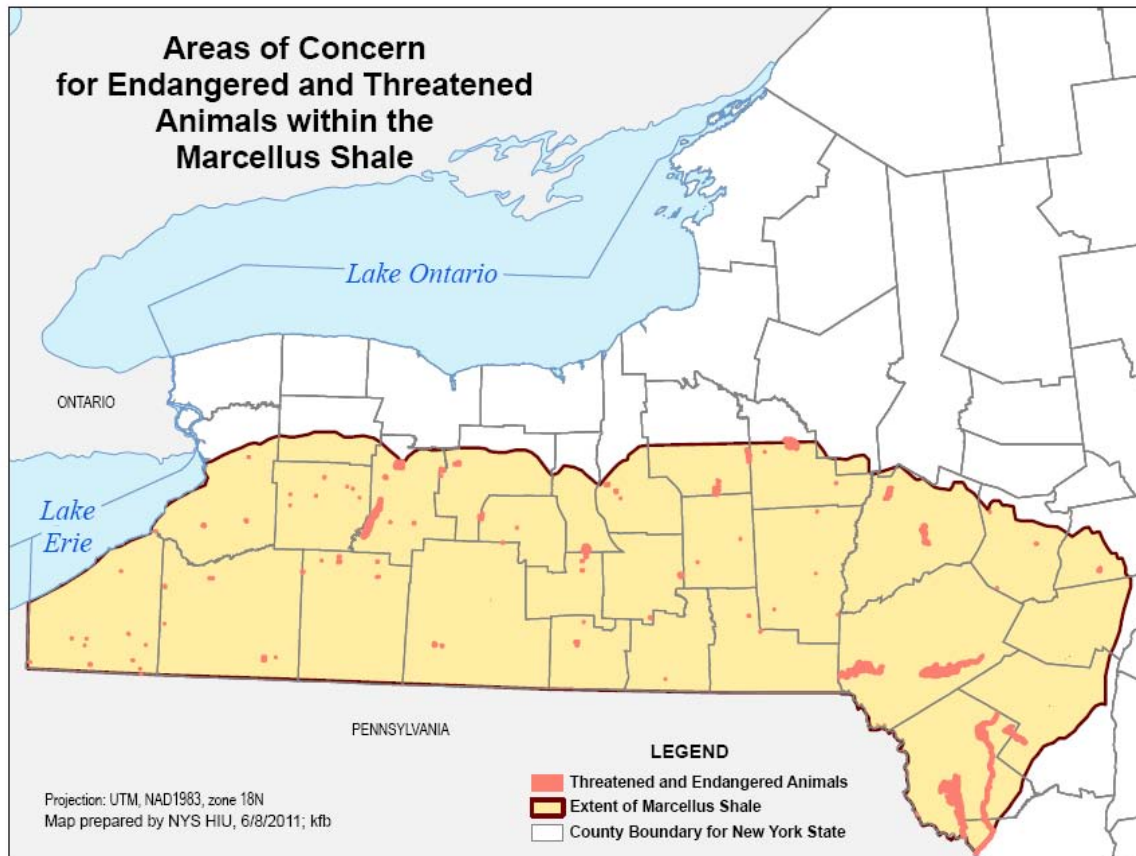 Areas of Concern
for Endangered and Threatened
Animals within the
Marcellus Shale
Lake Ontario
ONTARIO
Lake
Erie
PENNSYLVANIA
LEGEND
Threatened and Endangered Animals
Extent of Marcellus Shale
County Boundary for New York State
Projection: UTM, NAD1983, zone 18N
Map prepared by NYS HIU, 6/8/2011; kfb